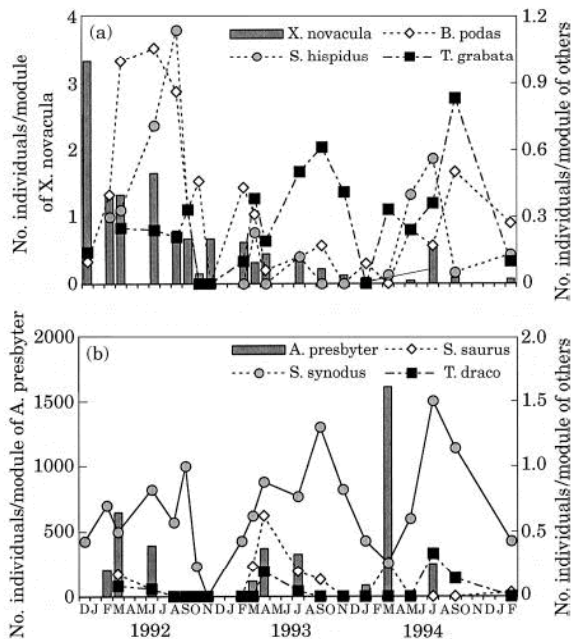 (a)
X. novacula
B. podas
S. hispidus
T. grabata
No. individuals/module
of X. novacula
4
3
2
1
0
1.2
0.9
0.6
0.3
0
No. individuals/module of others
(b)
A. presbyter
S. saurus
S. synodus
T. draco
No. individuals/module of A. presbyter
2000
1500
1000
500
0
2.0
1.5
1.0
0.5
0
No. individuals/module of others
D J F M A M J J A S O N D J F M A M J J A S O N D J F M A M J J A S O N D J F
1992 1993 1994